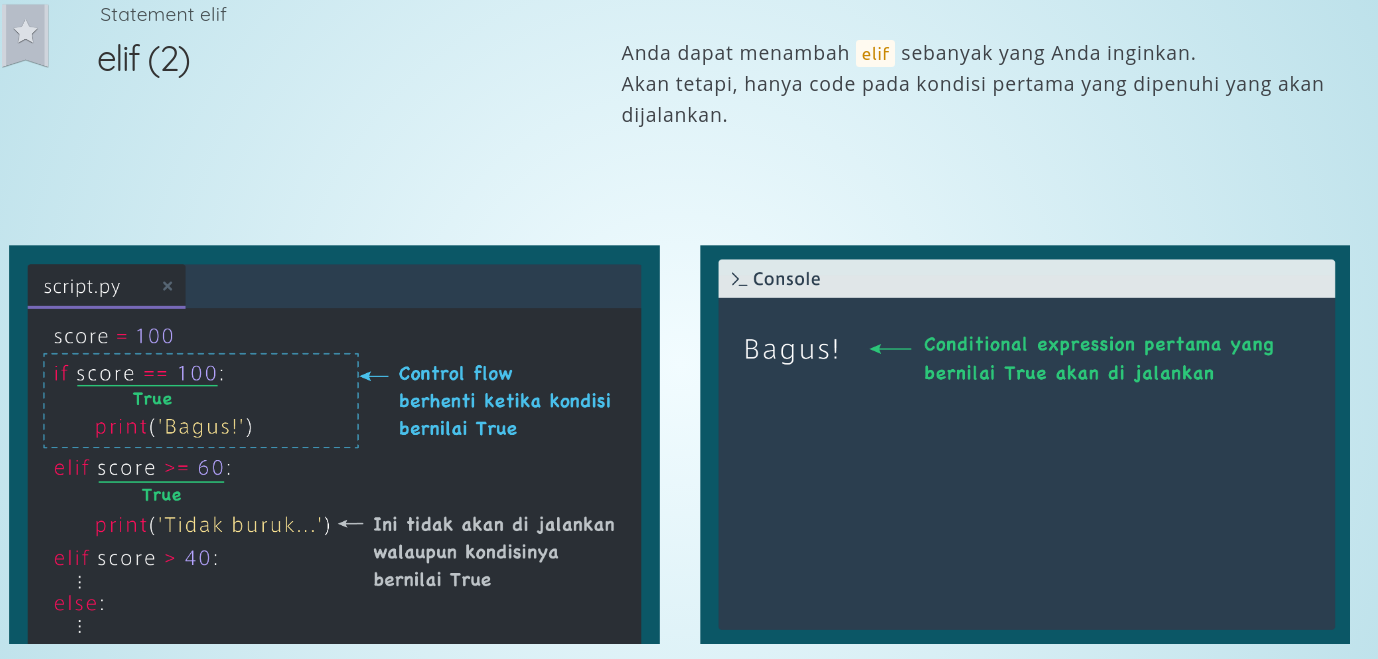 Statement elif
elif (2)
Anda dapat menambah elif sebanyak yang Anda inginkan.
Akan tetapi, hanya code pada kondisi pertama yang dipenuhi yang akan
dijalankan.
script.py ×
score = 100
if score == 100:
True
print('Bagus!')
Control flow
berhenti ketika kondisi
bernilai True
elif score >= 60:
True
print('Tidak buruk...')
Ini tidak akan di jalankan
walaupun kondisinya
bernilai True
elif score > 40:
⋮
else:
⋮
>_ Console
Bagus!
Conditional expression pertama yang
bernilai True akan di jalankan